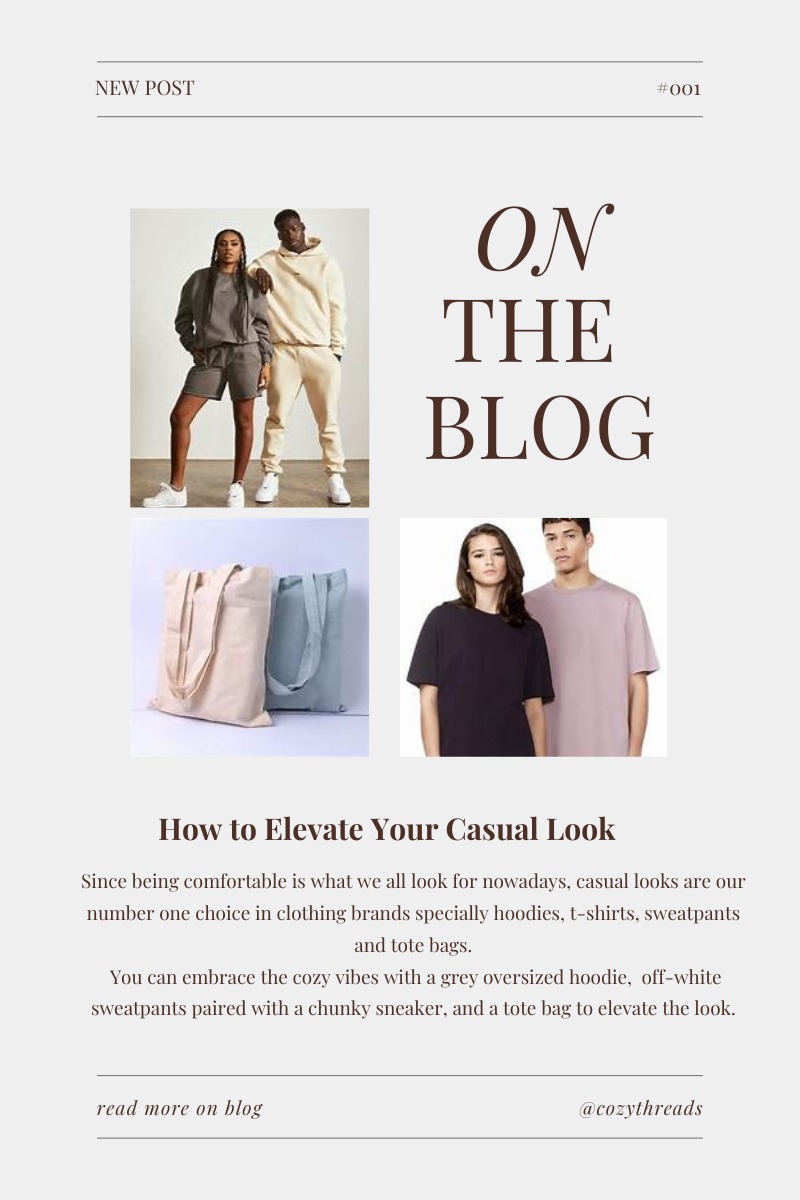 NEW POST
#001
ON
THE
BLOG
How to Elevate Your Casual Look
Since being comfortable is what we all look for nowadays, casual looks are our
number one choice in clothing brands specially hoodies, t-shirts, sweatpants
and tote bags.
You can embrace the cozy vibes with a grey oversized hoodie,  off-white
sweatpants paired with a chunky sneaker, and a tote bag to elevate the look.
read more on blog
@cozythreads